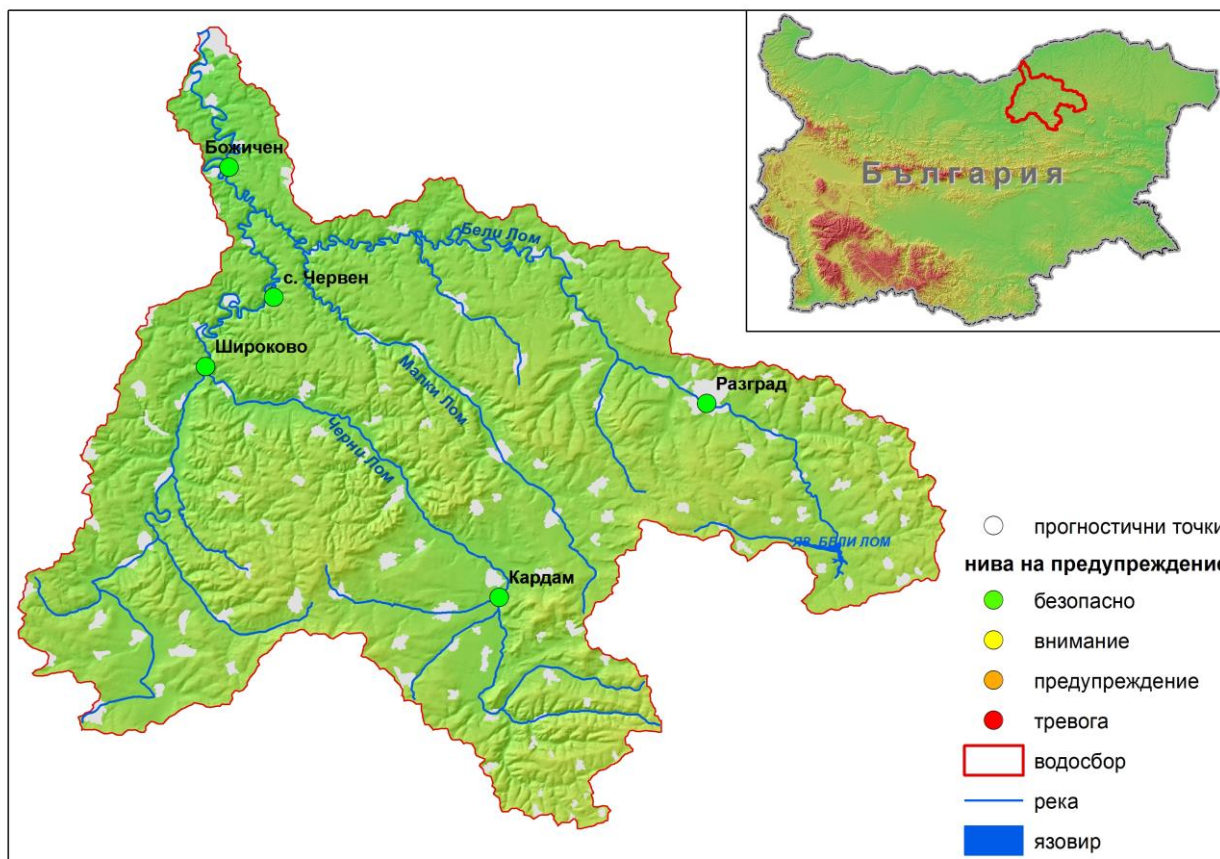 Божичен
Бели Лом
с. Червен
Широково
Малки Лом
Черни Лом
Разград
Кардам
ЯВ. БЕЛИ ЛОМ
България
прогностични точки
нива на предупреждение
безопасно
внимание
предупреждение
тревога
водосбор
река
язовир